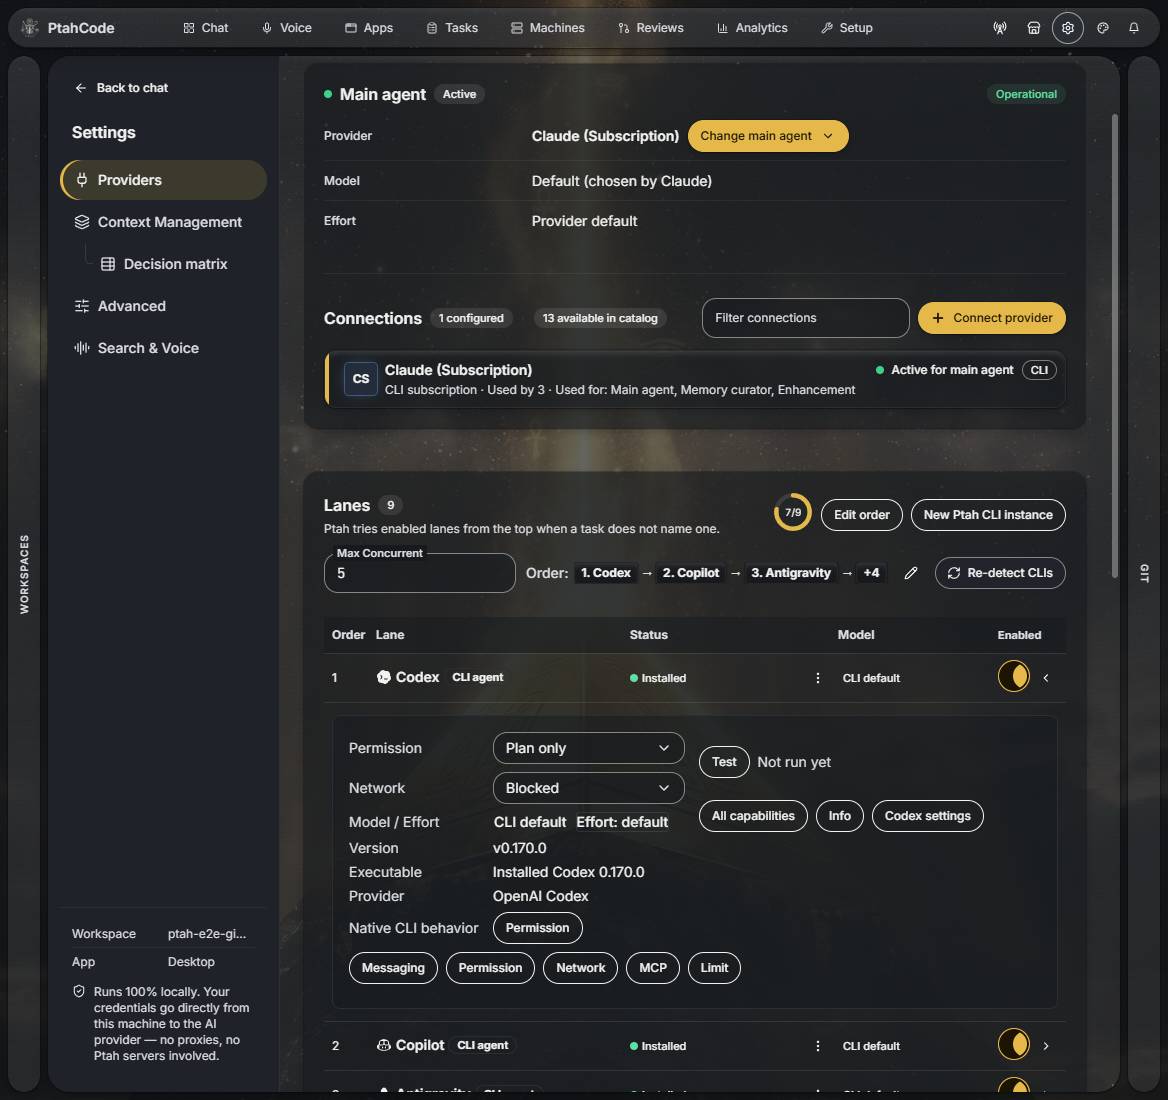 PtahCode
Chat
Voice
Apps
Tasks
Machines
Reviews
Analytics
Setup
WORKSPACES
Back to chat
Settings
Providers
Context Management
Decision matrix
Advanced
Search & Voice
Workspace ptah-e2e-gi...
App Desktop
Runs 100% locally. Your
credentials go directly from
this machine to the AI
provider — no proxies, no
Ptah servers involved.
Main agent Active Operational
Provider Claude (Subscription) Change main agent
Model Default (chosen by Claude)
Effort Provider default
Connections 1 configured 13 available in catalog Filter connections Connect provider
CS
Claude (Subscription) Active for main agent CLI
CLI subscription · Used by 3 · Used for: Main agent, Memory curator, Enhancement
Lanes 9
Ptah tries enabled lanes from the top when a task does not name one.
7/9 Edit order New Ptah CLI instance
Max Concurrent
5 Order: 1. Codex → 2. Copilot → 3. Antigravity → +4 Re-detect CLIs
Order Lane Status Model Enabled
1 Codex CLI agent Installed CLI default
Permission Plan only
Network Blocked
Test Not run yet
All capabilities Info Codex settings
Model / Effort CLI default Effort: default
Version v0.170.0
Executable Installed Codex 0.170.0
Provider OpenAI Codex
Native CLI behavior Permission
Messaging Permission Network MCP Limit
2 Copilot CLI agent Installed CLI default
GIT